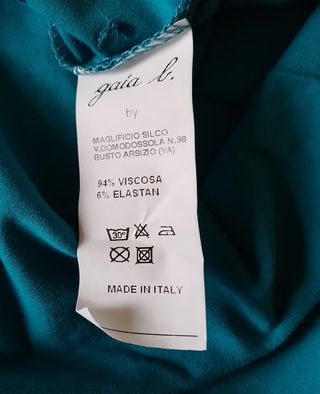 gaia b.
by
MAGLIFICIO SILCO
V.DOMODOSSOLA N.38
BUSTO ARSIZIO (VA)
94% VISCOSA
6% ELASTAN
30°
MADE IN ITALY